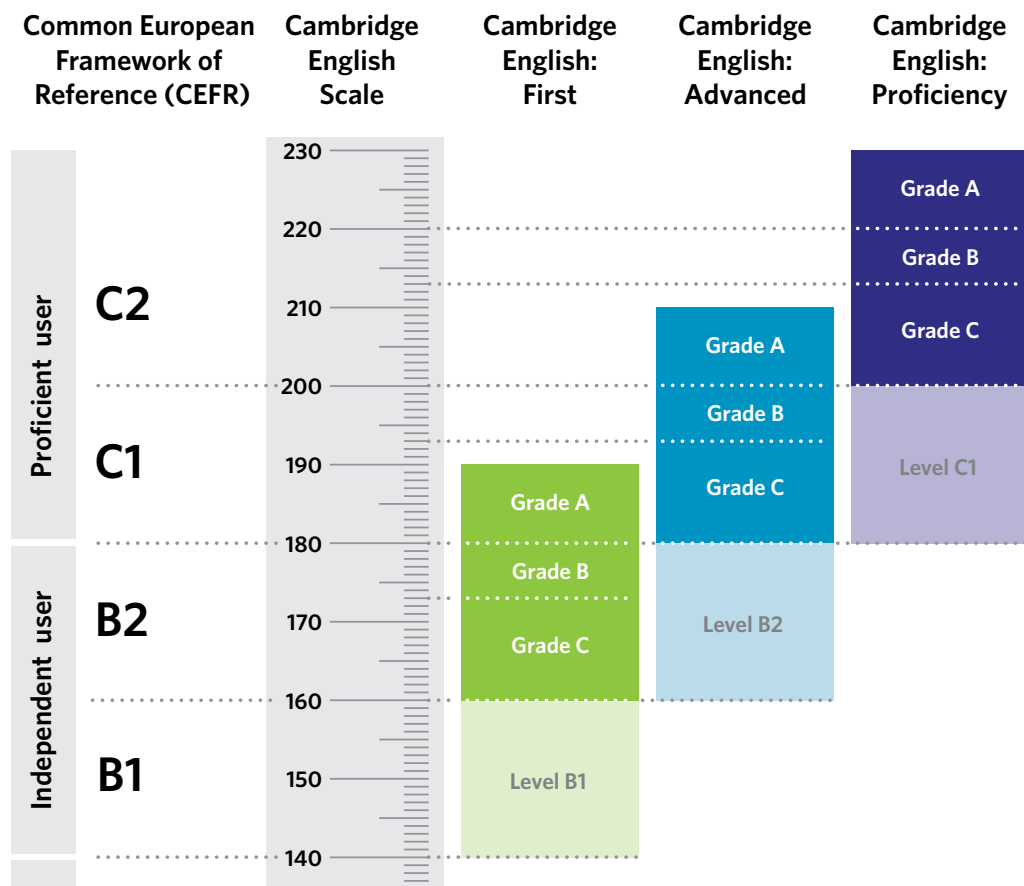 Common European
Framework of
Reference (CEFR)
Cambridge
English
Scale
Cambridge
English:
First
Cambridge
English:
Advanced
Cambridge
English:
Proficiency
Proficient user
Independent user
C2
C1
B2
B1
230
220
210
200
190
180
170
160
150
140
Grade A
Grade B
Grade C
Level B1
Grade A
Grade B
Grade C
Level B2
Grade A
Grade B
Grade C
Level C1